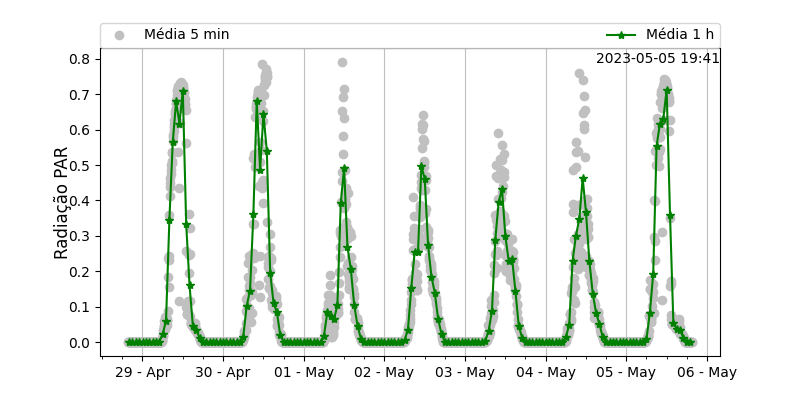 Média 5 min
Média 1 h
2023-05-05 19:41
Radiação PAR
0.8
0.7
0.6
0.5
0.4
0.3
0.2
0.1
0.0
29 - Apr
30 - Apr
01 - May
02 - May
03 - May
04 - May
05 - May
06 - May